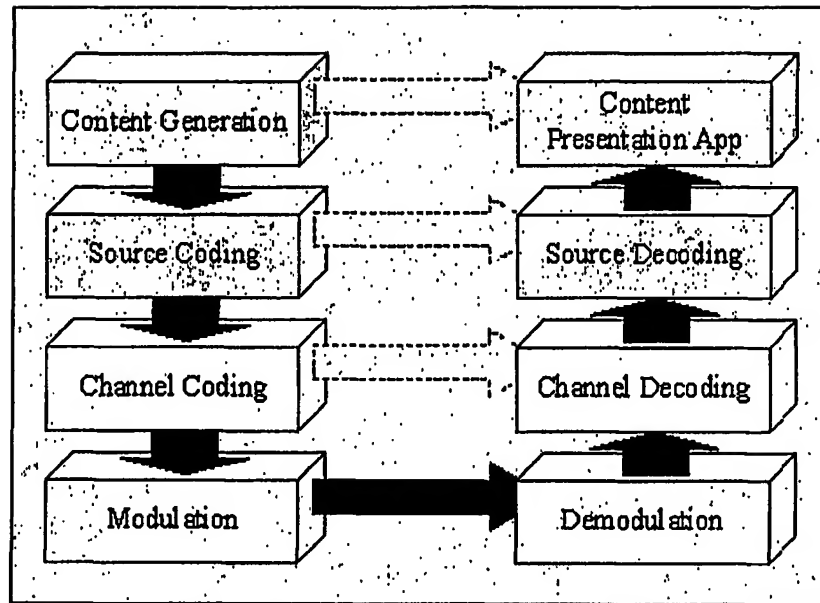 Content Generation
Content
Presentation App
Source Coding
Source Decoding
Channel Coding
Channel Decoding
Modulation
Demodulation